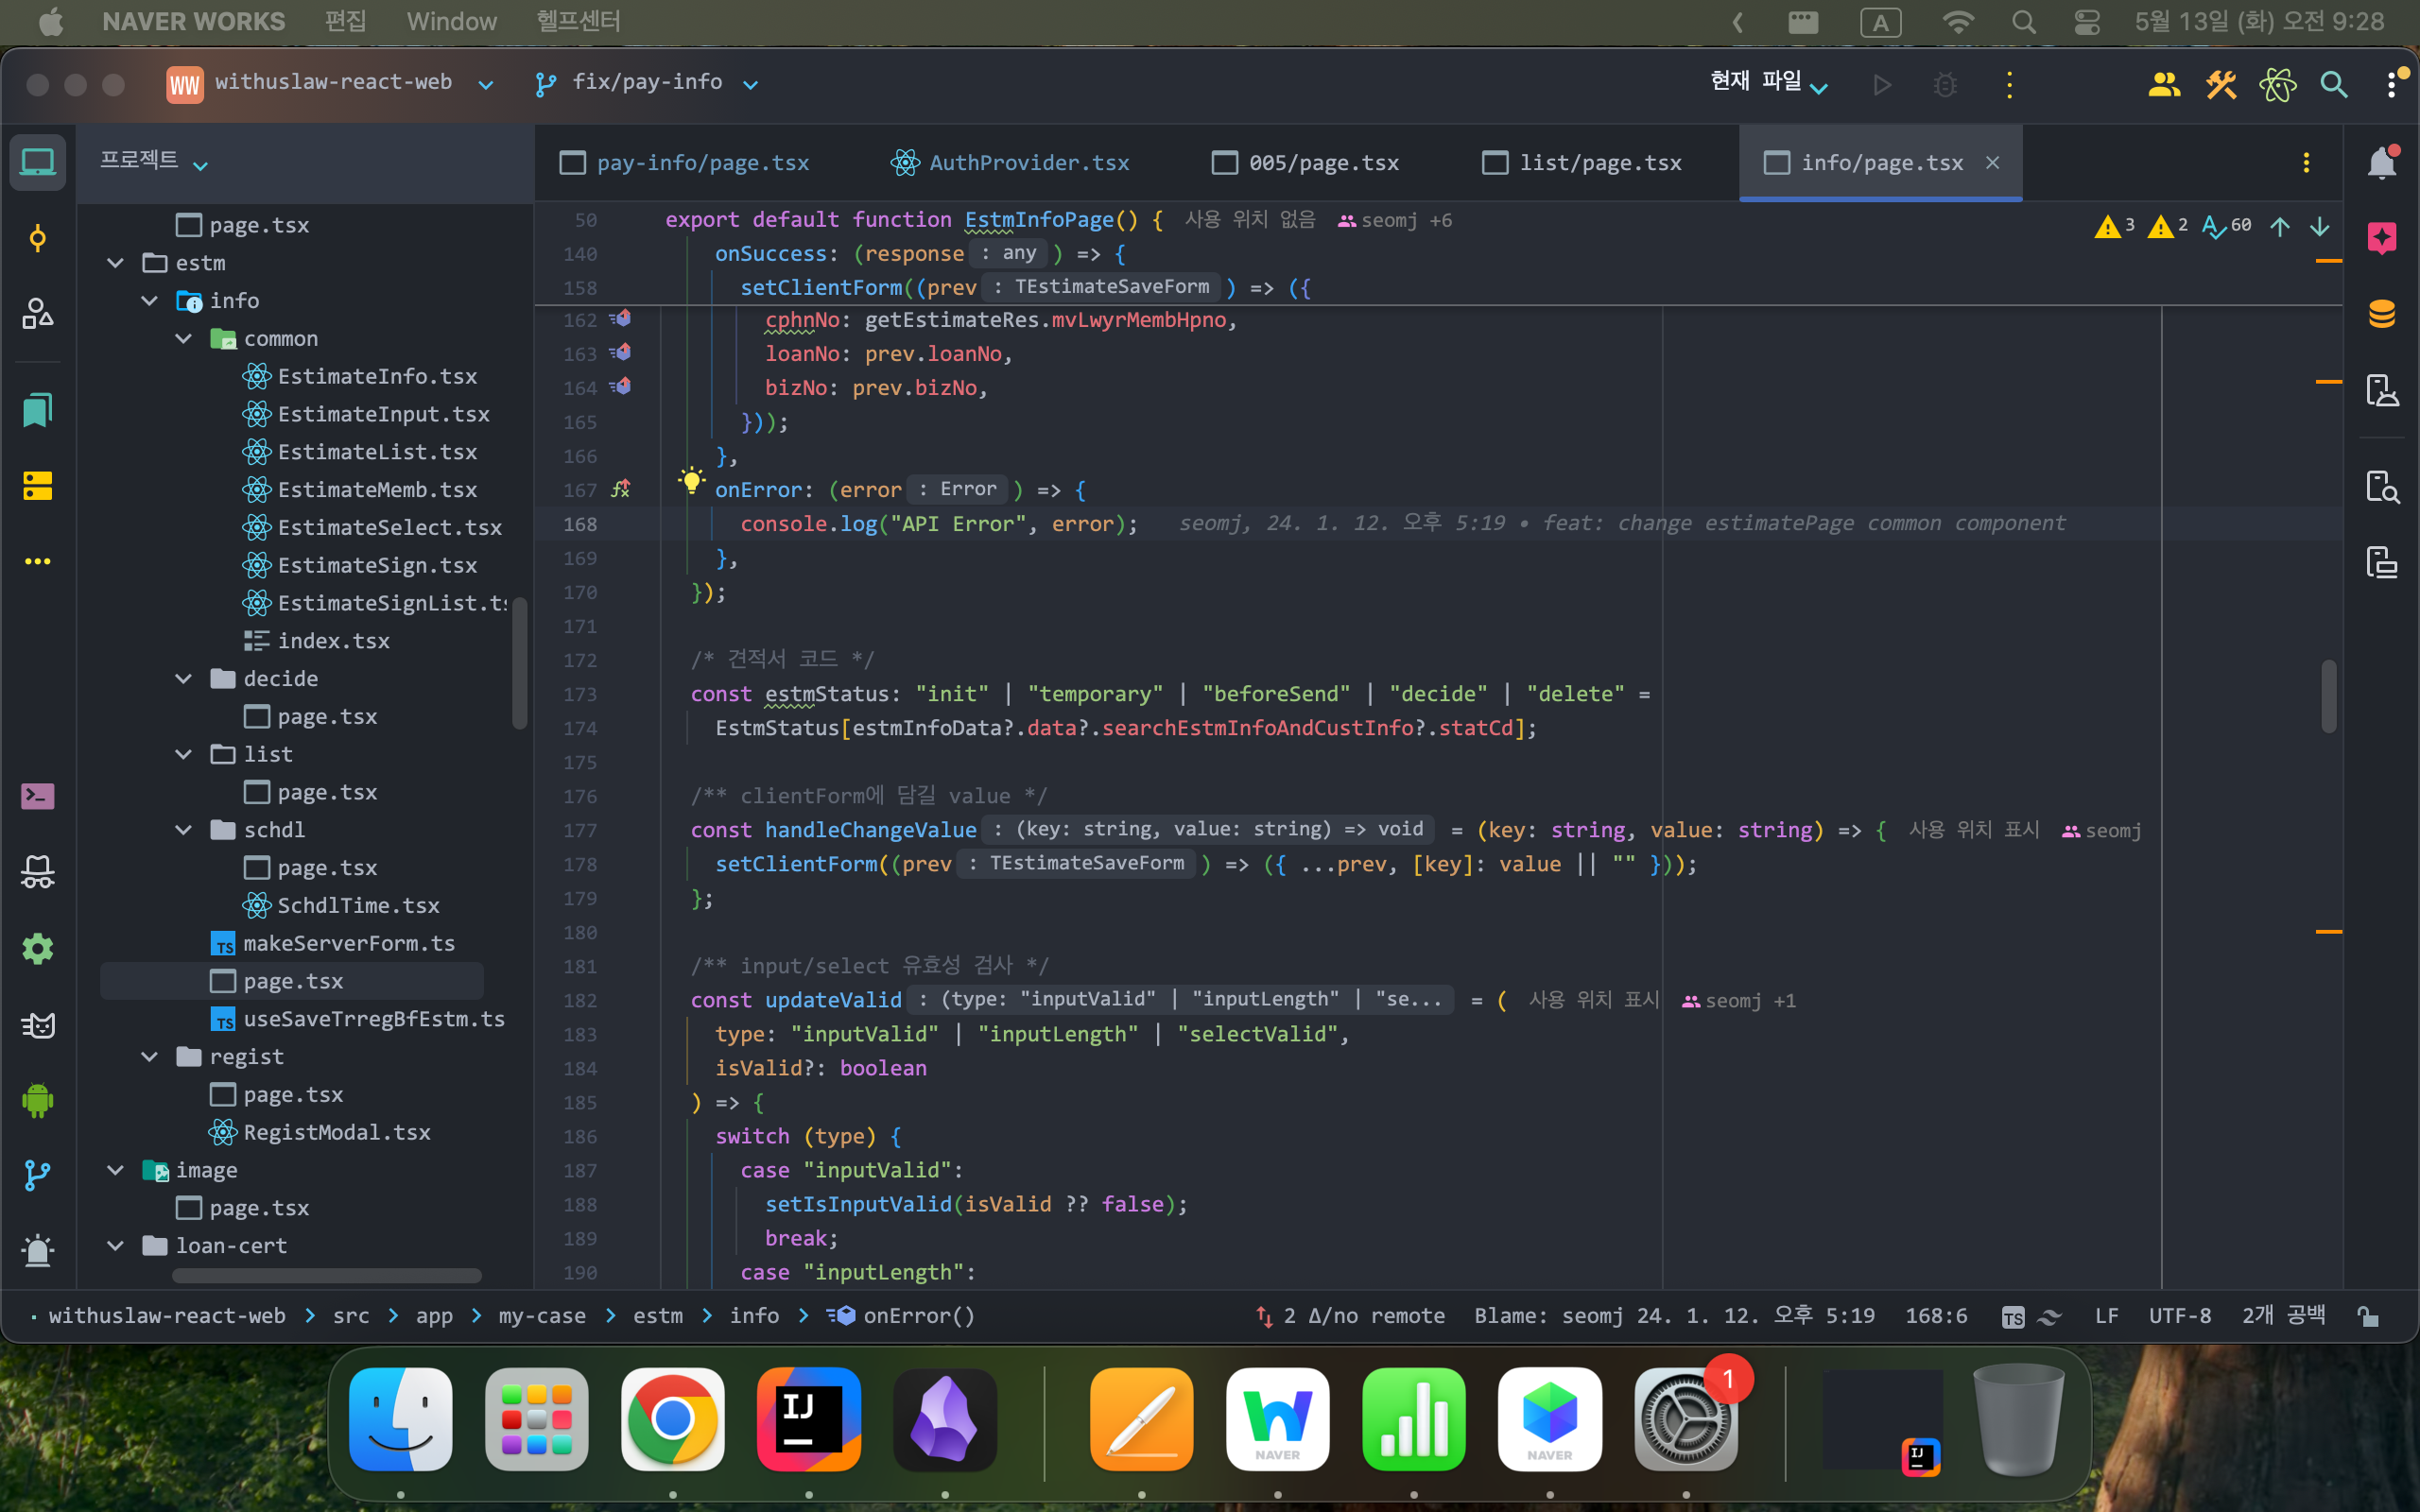 NAVER WORKS 편집 Window 헬프센터 A 5월 13일 (화) 오전 9:28
WW withuslaw-react-web fix/pay-info 현재 파일
프로젝트
pay-info/page.tsx AuthProvider.tsx 005/page.tsx list/page.tsx info/page.tsx
page.tsx
estm
info
common
EstimateInfo.tsx
EstimateInput.tsx
EstimateList.tsx
EstimateMemb.tsx
EstimateSelect.tsx
EstimateSign.tsx
EstimateSignList.ts
index.tsx
decide
page.tsx
list
page.tsx
schdl
page.tsx
SchdlTime.tsx
TS makeServerForm.ts
page.tsx
TS useSaveTrregBfEstm.ts
regist
page.tsx
RegistModal.tsx
image
page.tsx
loan-cert
50 export default function EstmInfoPage() { 사용 위치 없음 seomj +6
3 2 60
140 onSuccess: (response : any ) => {
158 setClientForm((prev : TEstimateSaveForm ) => ({
162 cphnNo: getEstimateRes.mvLwyrMembHpno,
163 loanNo: prev.loanNo,
164 bizNo: prev.bizNo,
165 }));
166 },
167 onError: (error : Error ) => {
168 console.log("API Error", error); seomj, 24. 1. 12. 오후 5:19 • feat: change estimatePage common component
169 },
170 });
171
172 /* 견적서 코드 */
173 const estmStatus: "init" | "temporary" | "beforeSend" | "decide" | "delete" =
174 EstmStatus[estmInfoData?.data?.searchEstmInfoAndCustInfo?.statCd];
175
176 /** clientForm에 담길 value */
177 const handleChangeValue : (key: string, value: string) => void = (key: string, value: string) => { 사용 위치 표시 seomj
178 setClientForm((prev : TEstimateSaveForm ) => ({ ...prev, [key]: value || "" }));
179 };
180
181 /** input/select 유효성 검사 */
182 const updateValid : (type: "inputValid" | "inputLength" | "se... = ( 사용 위치 표시 seomj +1
183 type: "inputValid" | "inputLength" | "selectValid",
184 isValid?: boolean
185 ) => {
186 switch (type) {
187 case "inputValid":
188 setIsInputValid(isValid ?? false);
189 break;
190 case "inputLength":
withuslaw-react-web > src > app > my-case > estm > info > onError() 2 Δ/no remote Blame: seomj 24. 1. 12. 오후 5:19 168:6 TS LF UTF-8 2개 공백
IJ NAVER NAVER 1 IJ